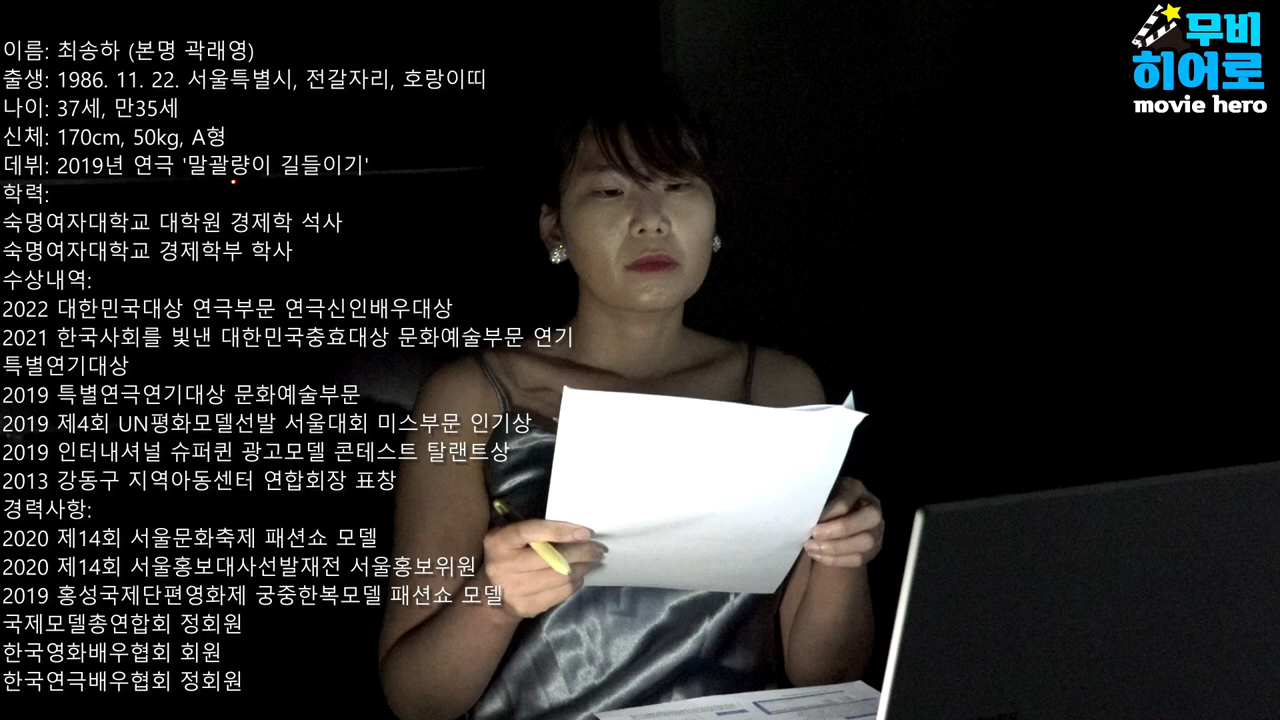 이름: 최송하 (본명 곽래영)
출생: 1986. 11. 22. 서울특별시, 전갈자리, 호랑이띠
나이: 37세, 만35세
신체: 170cm, 50kg, A형
데뷔: 2019년 연극 '말괄량이 길들이기'
학력:
숙명여자대학교 대학원 경제학 석사
숙명여자대학교 경제학부 학사
수상내역:
2022 대한민국대상 연극부문 연극신인배우대상
2021 한국사회를 빛낸 대한민국충효대상 문화예술부문 연기
특별연기대상
2019 특별연극연기대상 문화예술부문
2019 제4회 UN평화모델선발 서울대회 미스부문 인기상
2019 인터내셔널 슈퍼퀸 광고모델 콘테스트 탈랜트상
2013 강동구 지역아동센터 연합회장 표창
경력사항:
2020 제14회 서울문화축제 패션쇼 모델
2020 제14회 서울홍보대사선발재전 서울홍보위원
2019 홍성국제단편영화제 궁중한복모델 패션쇼 모델
국제모델총연합회 정회원
한국영화배우협회 회원
한국연극배우협회 정회원
무비
히어로
movie hero